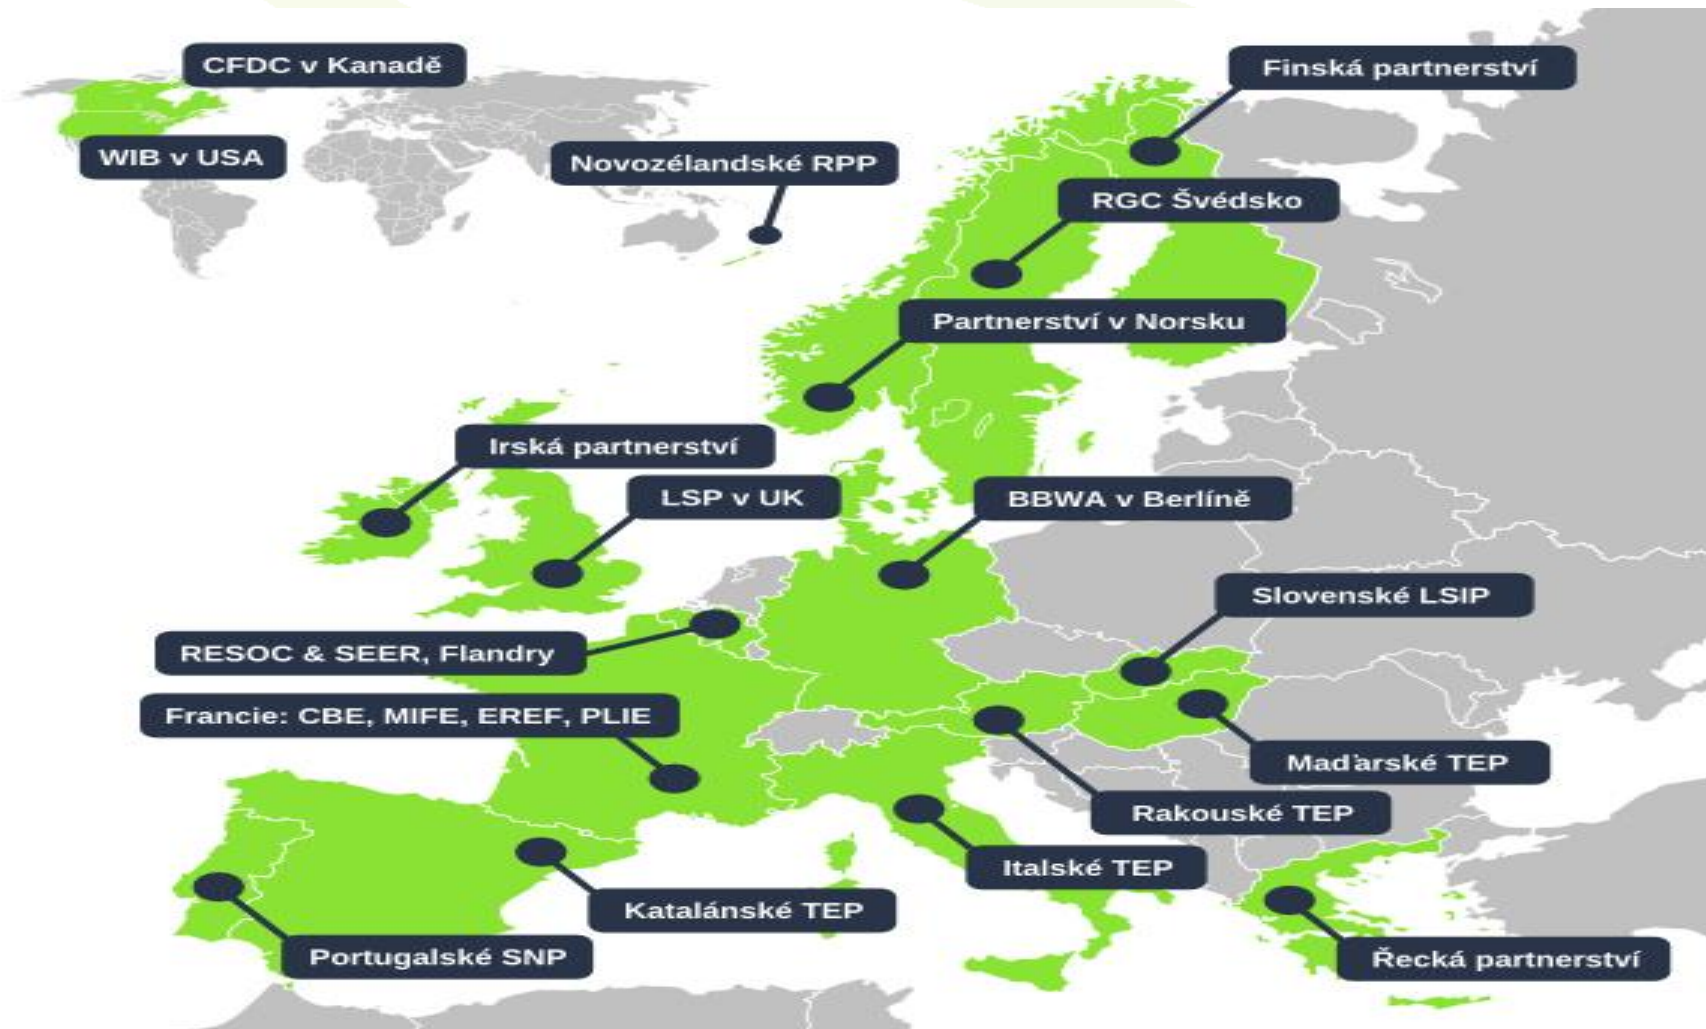 CFDC v Kanadě
Finská partnerství
WIB v USA
Novozélandské RPP
RGC Švédsko
Partnerství v Norsku
Irská partnerství
LSP v UK
BBWA v Berlíně
Slovenské LSIP
RESOC & SEER, Flandry
Francie: CBE, MIFE, EREF, PLIE
Maďarské TEP
Rakouské TEP
Italské TEP
Katalánské TEP
Portugalské SNP
Řecká partnerství